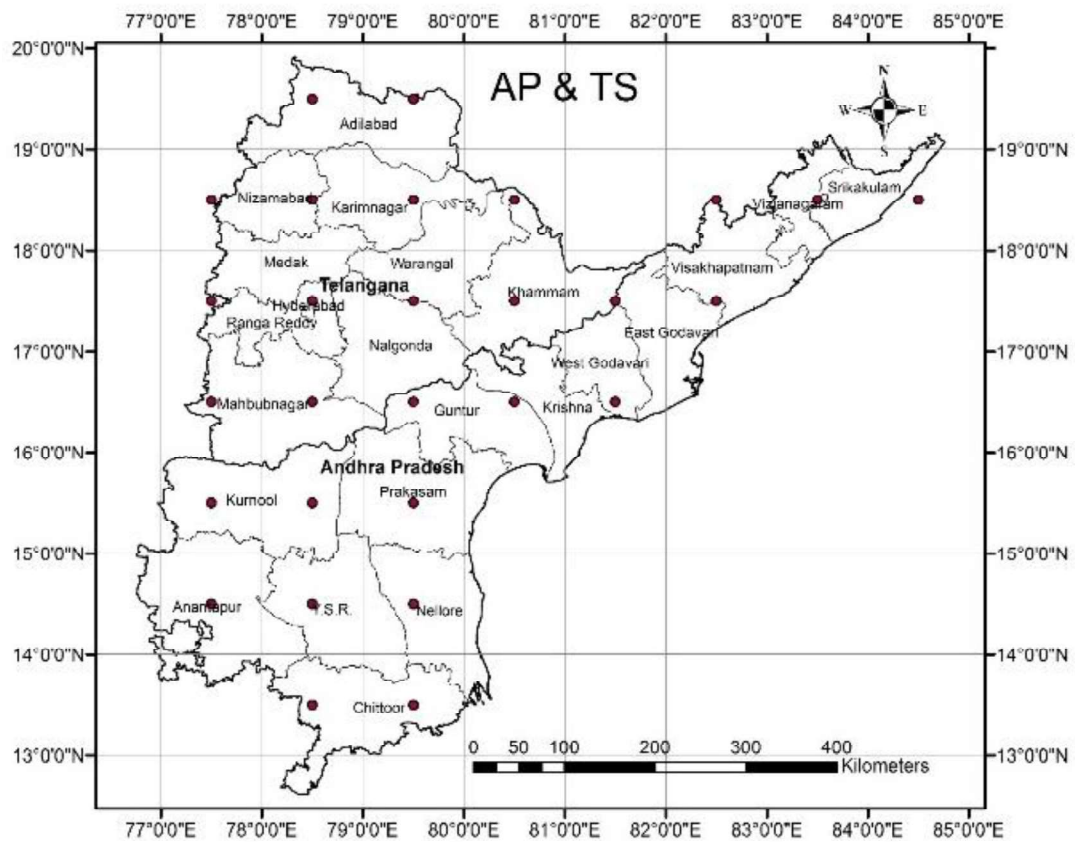 77°0'0"E 78°0'0"E 79°0'0"E 80°0'0"E 81°0'0"E 82°0'0"E 83°0'0"E 84°0'0"E 85°0'0"E
20°0'0"N
AP & TS
N
W E
S
Adilabad
19°0'0"N 19°0'0"N
Srikakulam
Nizamabad
Vizianagaram
Karimnagar
18°0'0"N 18°0'0"N
Medak Warangal
Visakhapatnam
Telangana
Khammam
Hyderabad
Ranga Reddy
East Godavari
Nalgonda
17°0'0"N 17°0'0"N
West Godavari
Mahbubnagar
Guntur Krishna
16°0'0"N 16°0'0"N
Andhra Pradesh
Prakasam
Kurnool
15°0'0"N 15°0'0"N
Anantapur Y.S.R. Nellore
14°0'0"N 14°0'0"N
Chittoor
0 50 100 200 300 400
13°0'0"N 13°0'0"N
Kilometers
77°0'0"E 78°0'0"E 79°0'0"E 80°0'0"E 81°0'0"E 82°0'0"E 83°0'0"E 84°0'0"E 85°0'0"E